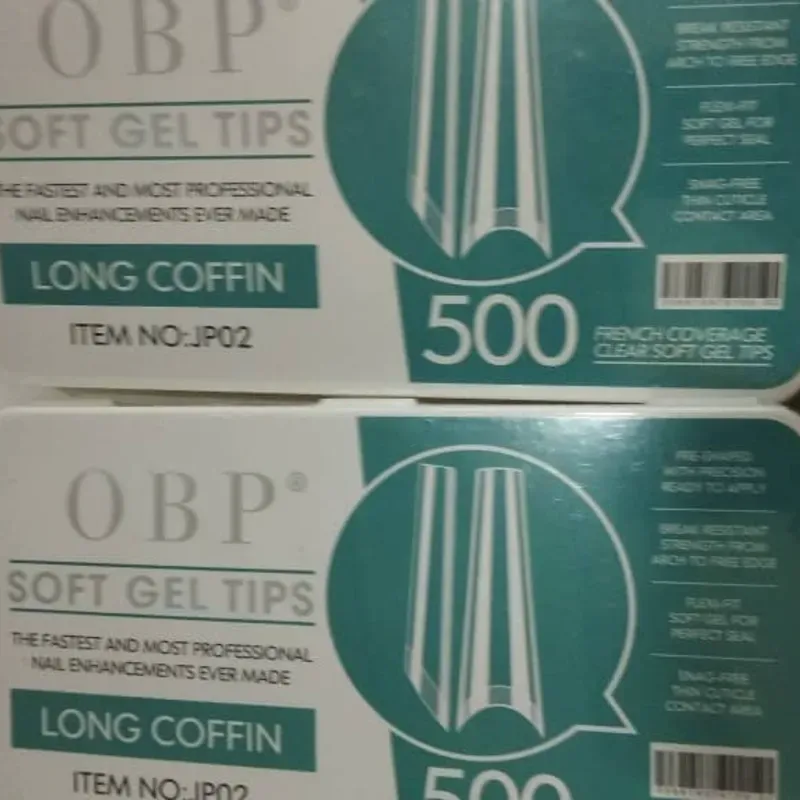 OBP®
SOFT GEL TIPS
THE FASTEST AND MOST PROFESSIONAL
NAIL ENHANCEMENTS EVER MADE
LONG COFFIN
ITEM NO:JP02
BREAK RESISTANT
STRENGTH FROM
ARCH TO FREE EDGE
FLEXI-FIT
SOFT GEL FOR
PERFECT SEAL
SNAG-FREE
THIN CUTICLE
CONTACT AREA
500
FRENCH COVERAGE
CLEAR SOFT GEL TIPS
OBP®
SOFT GEL TIPS
THE FASTEST AND MOST PROFESSIONAL
NAIL ENHANCEMENTS EVER MADE
LONG COFFIN
ITEM NO:JP02
PRE-SHAPED
WITH PRECISION
READY TO APPLY
BREAK RESISTANT
STRENGTH FROM
ARCH TO FREE EDGE
FLEXI-FIT
SOFT GEL FOR
PERFECT SEAL
SNAG-FREE
THIN CUTICLE
CONTACT AREA
500